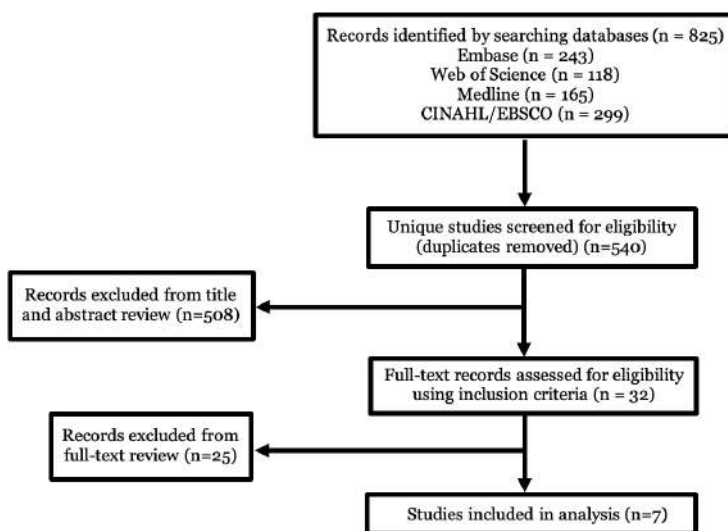 Records identified by searching databases (n = 825)
Embase (n = 243)
Web of Science (n = 118)
Medline (n = 165)
CINAHL/EBSCO (n = 299)
Unique studies screened for eligibility
(duplicates removed) (n=540)
Records excluded from title
and abstract review (n=508)
Full-text records assessed for eligibility
using inclusion criteria (n = 32)
Records excluded from
full-text review (n=25)
Studies included in analysis (n=7)